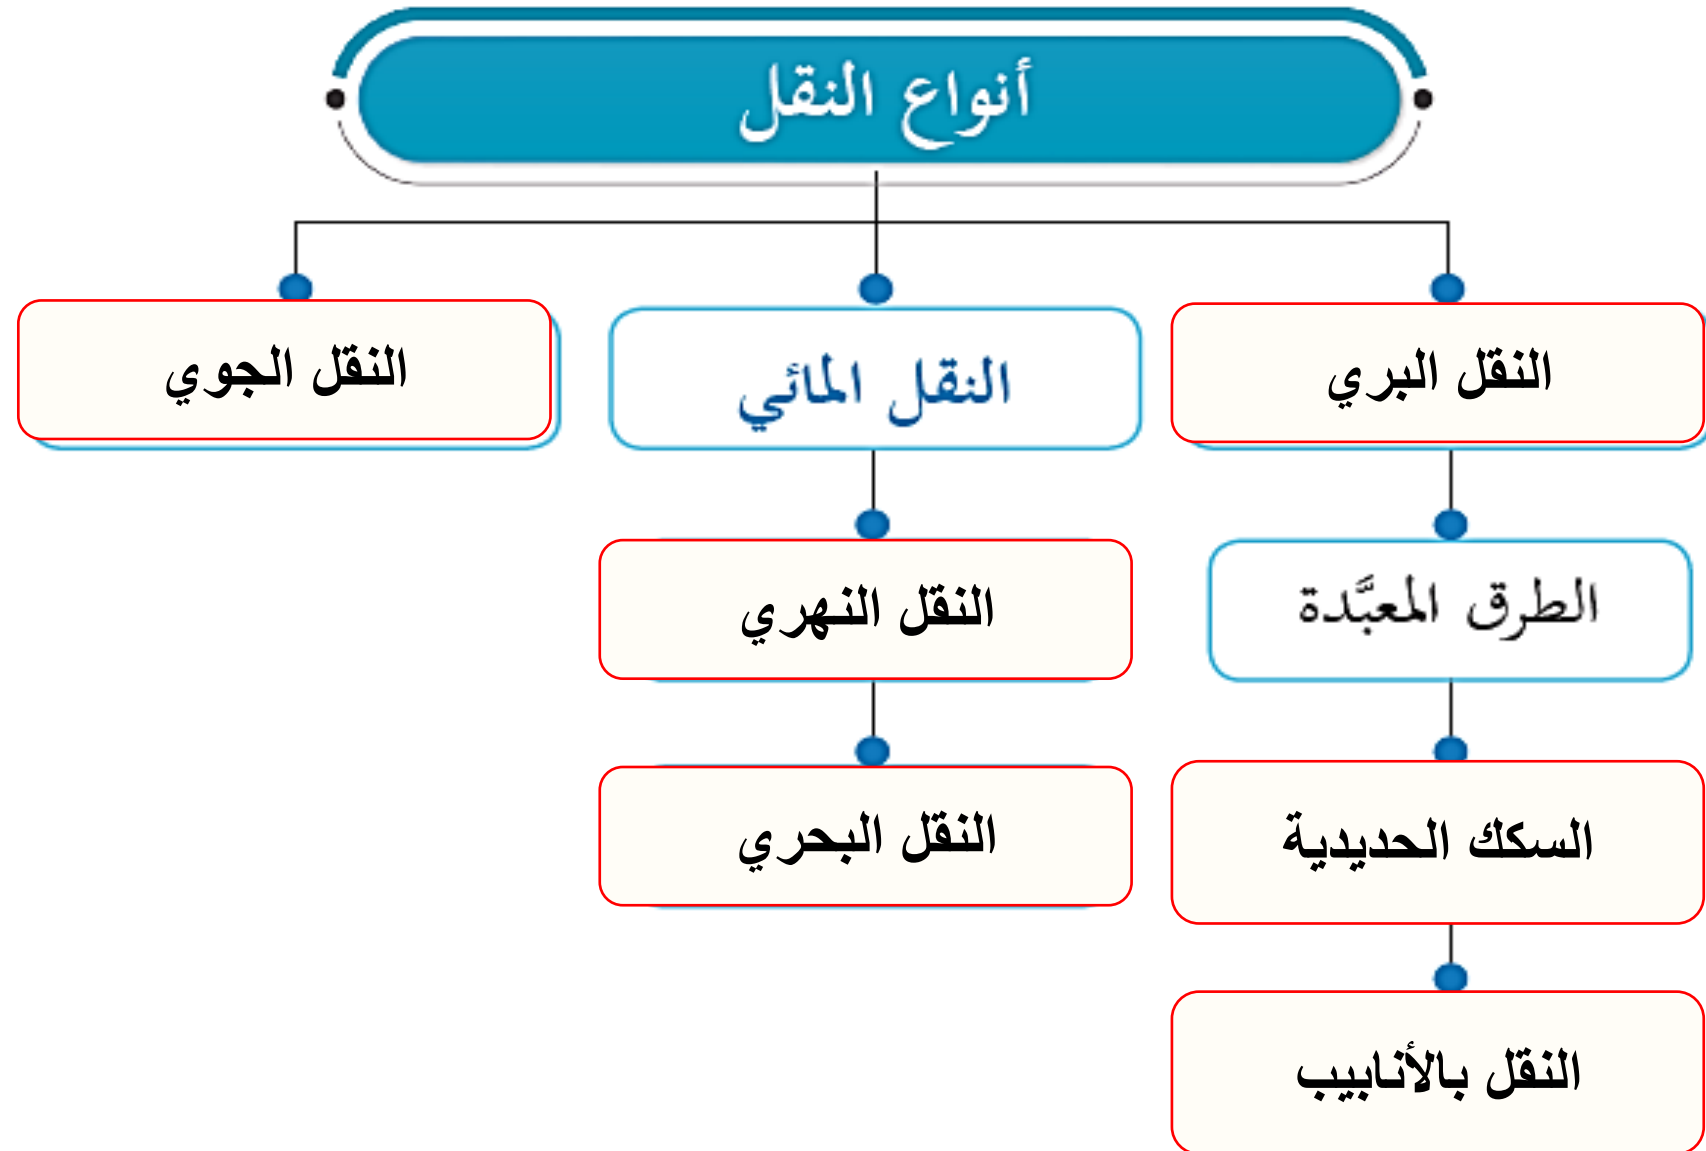 أنواع النقل
النقل البري
النقل المائي
النقل الجوي
الطرق المعبَّدة
النقل النهري
السكك الحديدية
النقل البحري
النقل بالأنابيب